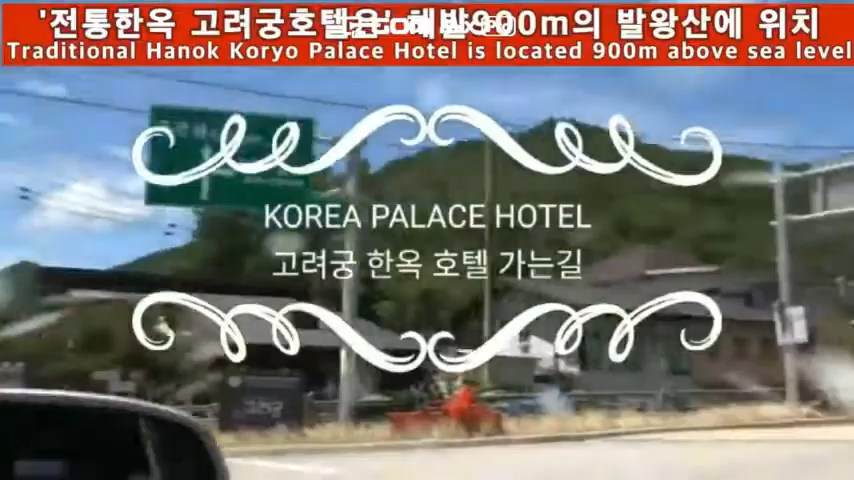 '전통한옥 고려궁호텔은' 해발900m의 발왕산에 위치
Traditional Hanok Koryo Palace Hotel is located 900m above sea level
KOREA PALACE HOTEL
고려궁 한옥 호텔 가는길